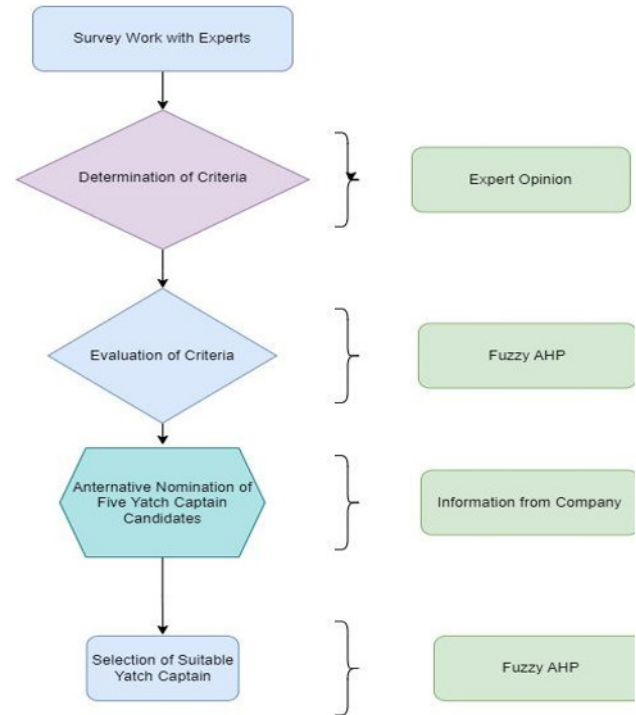 Survey Work with Experts
Determination of Criteria
Expert Opinion
Evaluation of Criteria
Fuzzy AHP
Anternative Nomination of
Five Yatch Captain
Candidates
Information from Company
Selection of Suitable
Yatch Captain
Fuzzy AHP